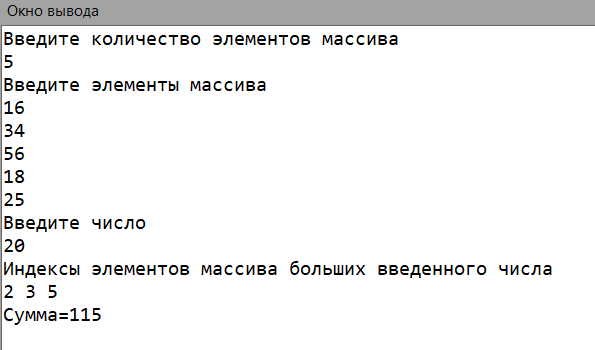 Окно вывода
Введите количество элементов массива
5
Введите элементы массива
16
34
56
18
25
Введите число
20
Индексы элементов массива больших введенного числа
2 3 5
Сумма=115